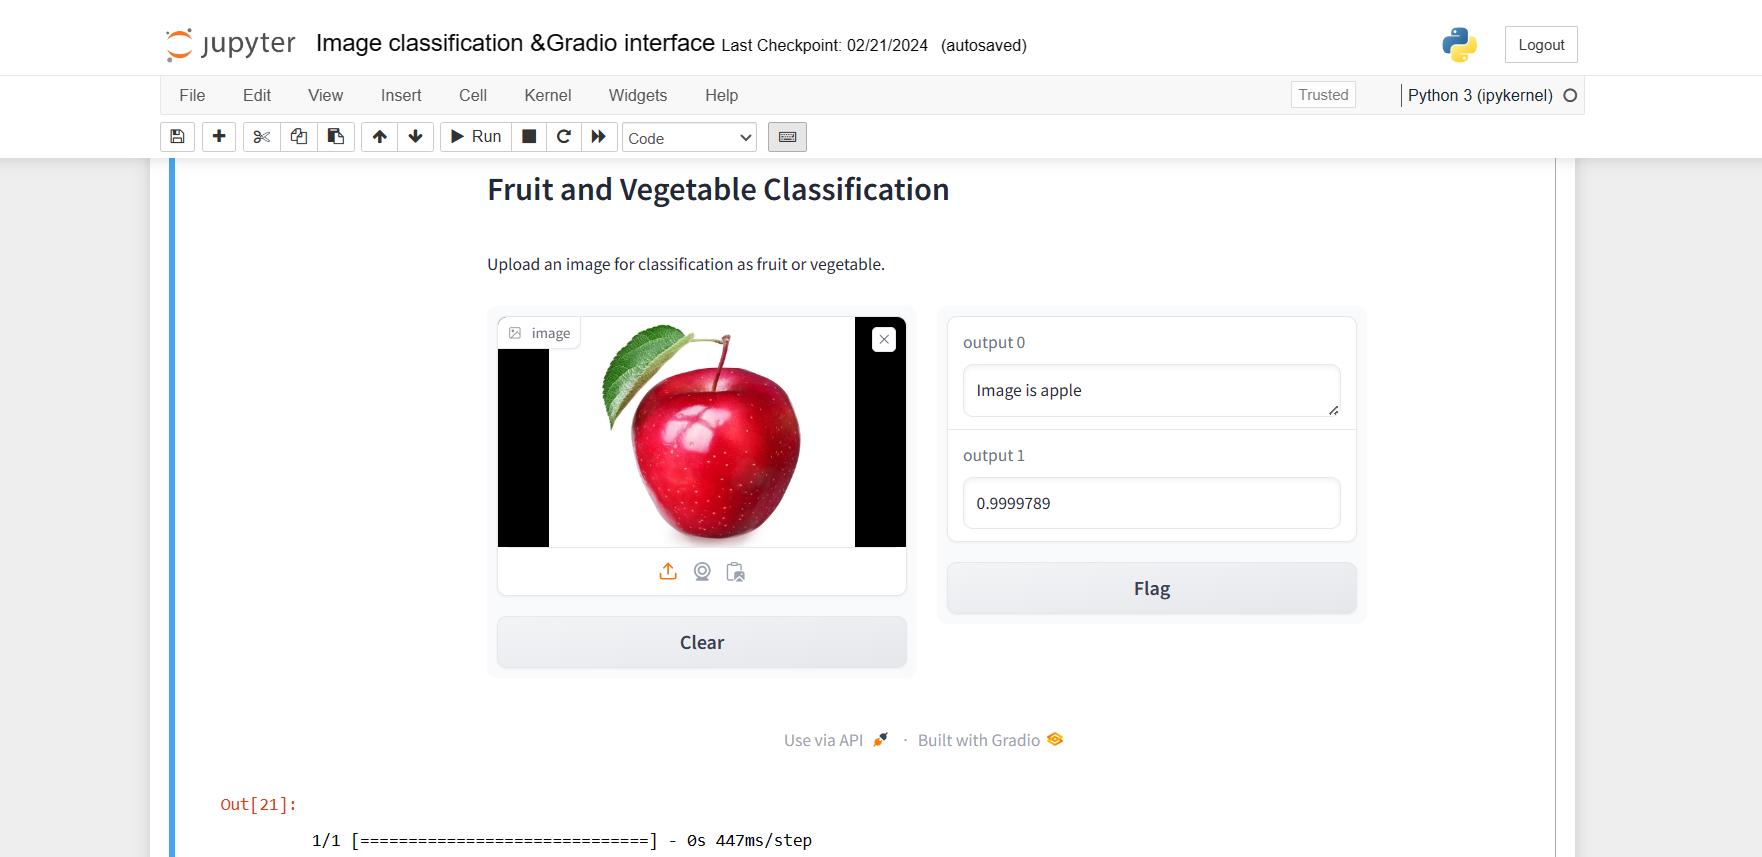 jupyter Image classification &Gradio interface Last Checkpoint: 02/21/2024 (autosaved)
Logout
File Edit View Insert Cell Kernel Widgets Help Trusted Python 3 (ipykernel)
Run Code
Fruit and Vegetable Classification
Upload an image for classification as fruit or vegetable.
image
output 0
Image is apple
output 1
0.9999789
Flag
Clear
Use via API · Built with Gradio
Out[21]:
1/1 [==============================] - 0s 447ms/step